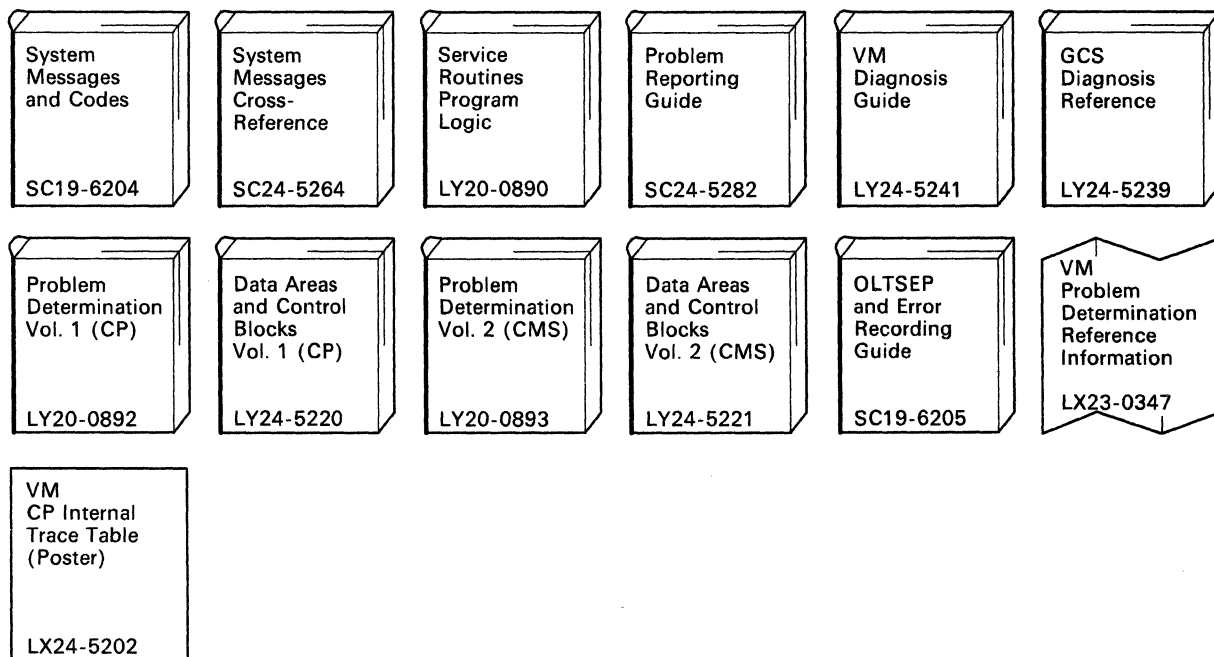 System
Messages
and Codes
SC19-6204
System
Messages
Cross-
Reference
SC24-5264
Service
Routines
Program
Logic
LY20-0890
Problem
Reporting
Guide
SC24-5282
VM
Diagnosis
Guide
LY24-5241
GCS
Diagnosis
Reference
LY24-5239
Problem
Determination
Vol. 1 (CP)
LY20-0892
Data Areas
and Control
Blocks
Vol. 1 (CP)
LY24-5220
Problem
Determination
Vol. 2 (CMS)
LY20-0893
Data Areas
and Control
Blocks
Vol. 2 (CMS)
LY24-5221
OLTSEP
and Error
Recording
Guide
SC19-6205
VM
Problem
Determination
Reference
Information
LX23-0347
VM
CP Internal
Trace Table
(Poster)
LX24-5202